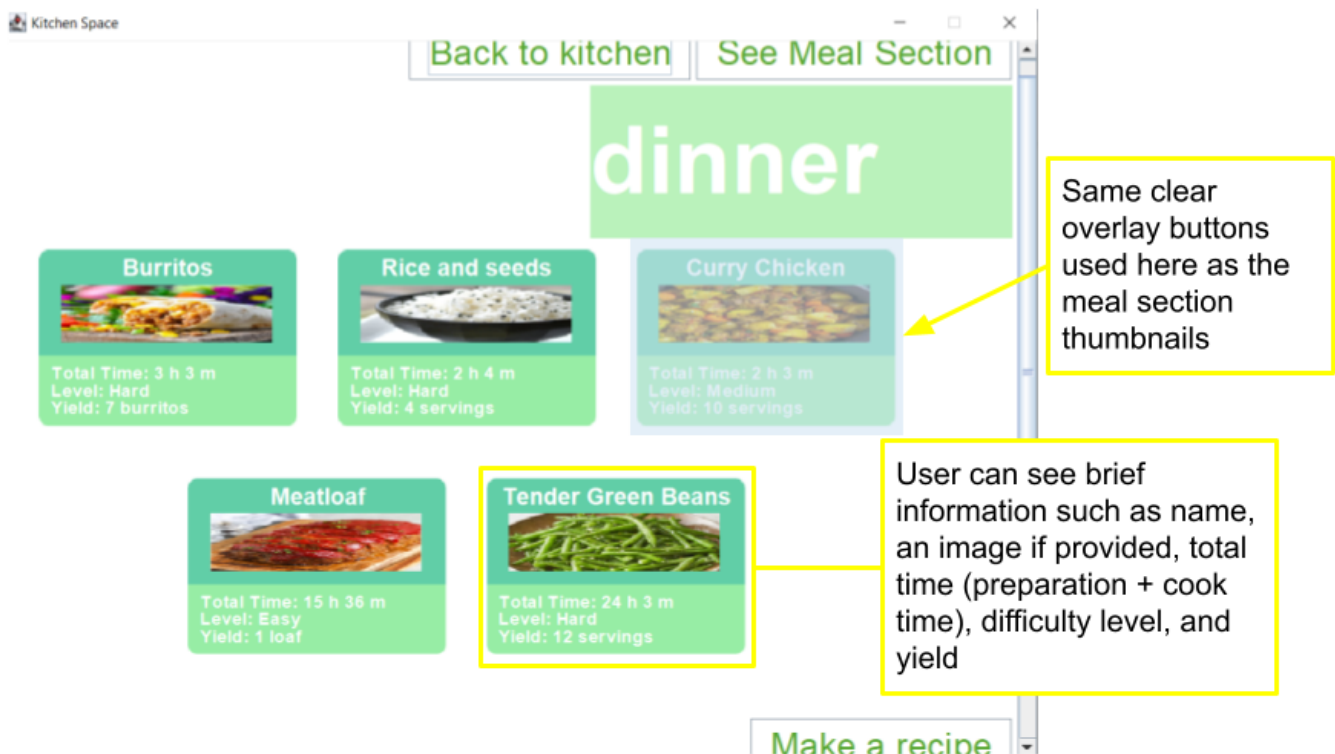 Kitchen Space
Back to kitchen
See Meal Section
dinner
Burritos
Total Time: 3 h 3 m
Level: Hard
Yield: 7 burritos
Rice and seeds
Total Time: 2 h 4 m
Level: Hard
Yield: 4 servings
Curry Chicken
Total Time: 2 h 3 m
Level: Medium
Yield: 10 servings
Same clear
overlay buttons
used here as the
meal section
thumbnails
Meatloaf
Total Time: 15 h 36 m
Level: Easy
Yield: 1 loaf
Tender Green Beans
Total Time: 24 h 3 m
Level: Hard
Yield: 12 servings
User can see brief
information such as name,
an image if provided, total
time (preparation + cook
time), difficulty level, and
yield
Make a recipe